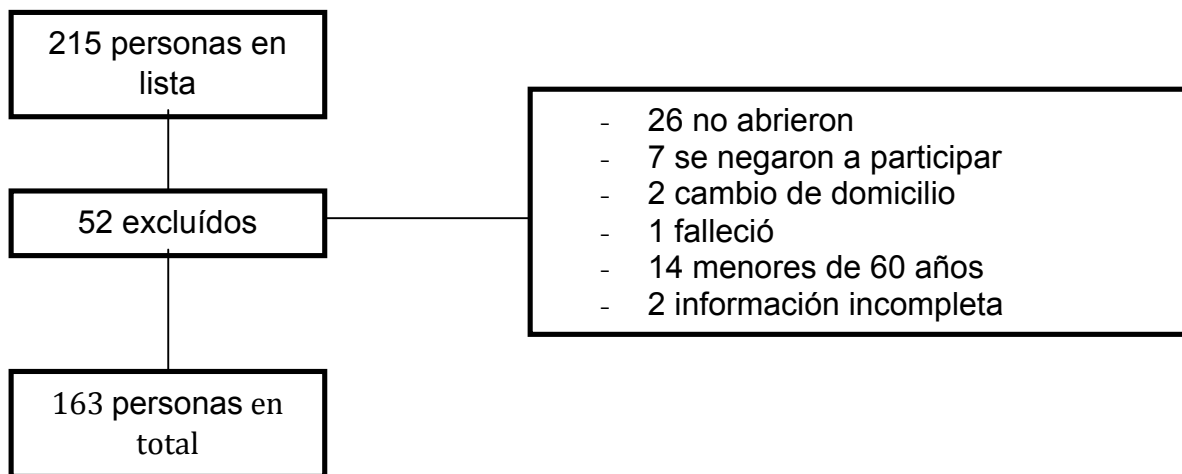 215 personas en
lista
- 26 no abrieron
- 7 se negaron a participar
- 2 cambio de domicilio
- 1 falleció
- 14 menores de 60 años
- 2 información incompleta
52 excluídos
163 personas en
total